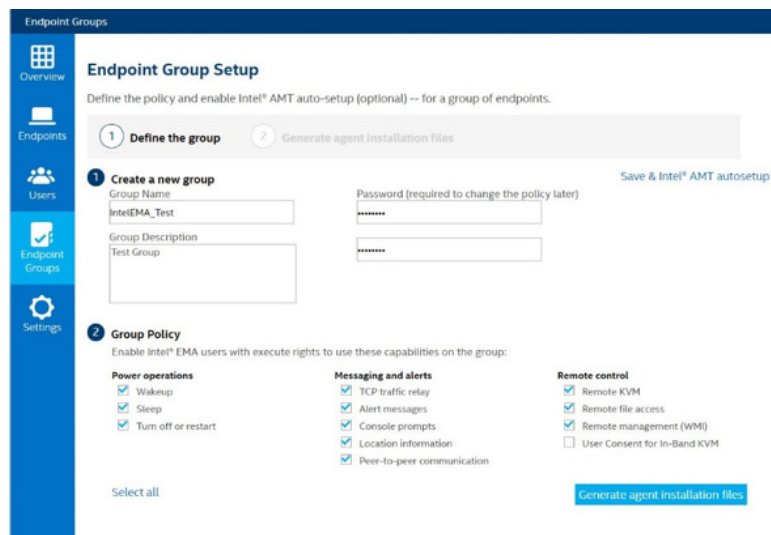 Endpoint Groups
Overview
Endpoints
Users
Endpoint
Groups
Settings
Endpoint Group Setup
Define the policy and enable Intel® AMT auto-setup (optional) -- for a group of endpoints.
1 Define the group 2 Generate agent installation files
1 Create a new group Save & Intel® AMT autosetup
Group Name Password (required to change the policy later)
IntelEMA_Test ••••••••
Group Description
Test Group ••••••••
2 Group Policy
Enable Intel® EMA users with execute rights to use these capabilities on the group:
Power operations Messaging and alerts Remote control
Wakeup TCP traffic relay Remote KVM
Sleep Alert messages Remote file access
Turn off or restart Console prompts Remote management (WMI)
Location information User Consent for In-Band KVM
Peer-to-peer communication
Select all Generate agent installation files